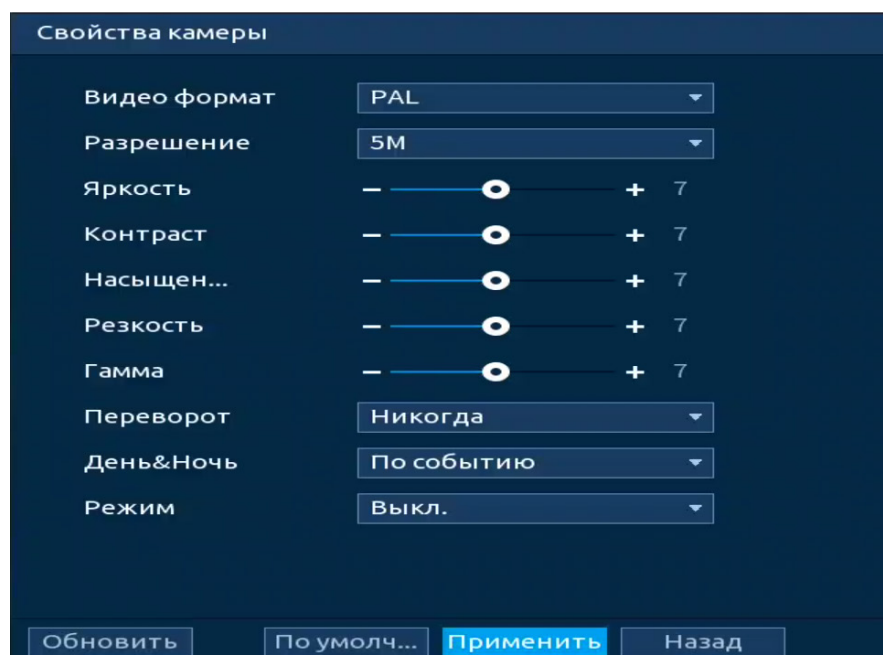 Свойства камеры
Видео формат PAL
Разрешение 5M
Яркость 7
Контраст 7
Насыщен... 7
Резкость 7
Гамма 7
Переворот Никогда
День&Ночь По событию
Режим Выкл.
Обновить По умолч... Применить Назад